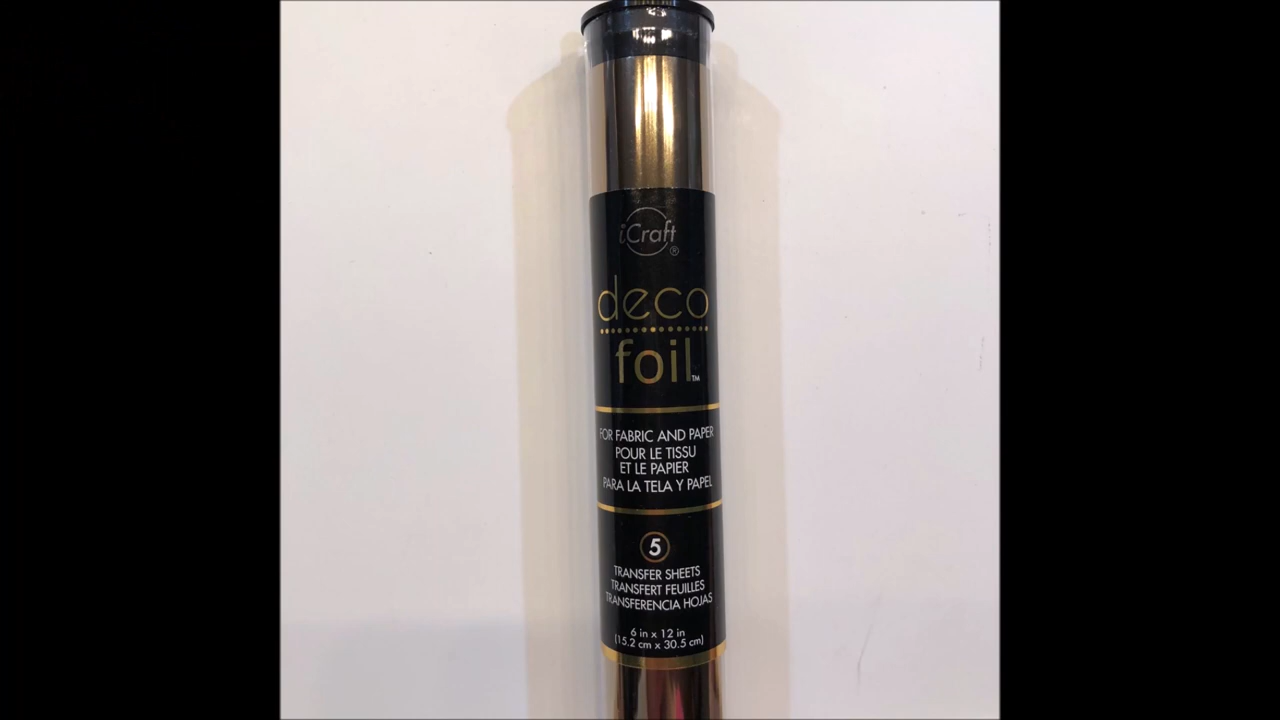 iCraft®
deco
foil™
FOR FABRIC AND PAPER
POUR LE TISSU
ET LE PAPIER
PARA LA TELA Y PAPEL
5
TRANSFER SHEETS
TRANSFERT FEUILLES
TRANSFERENCIA HOJAS
6 in x 12 in
(15.2 cm x 30.5 cm)